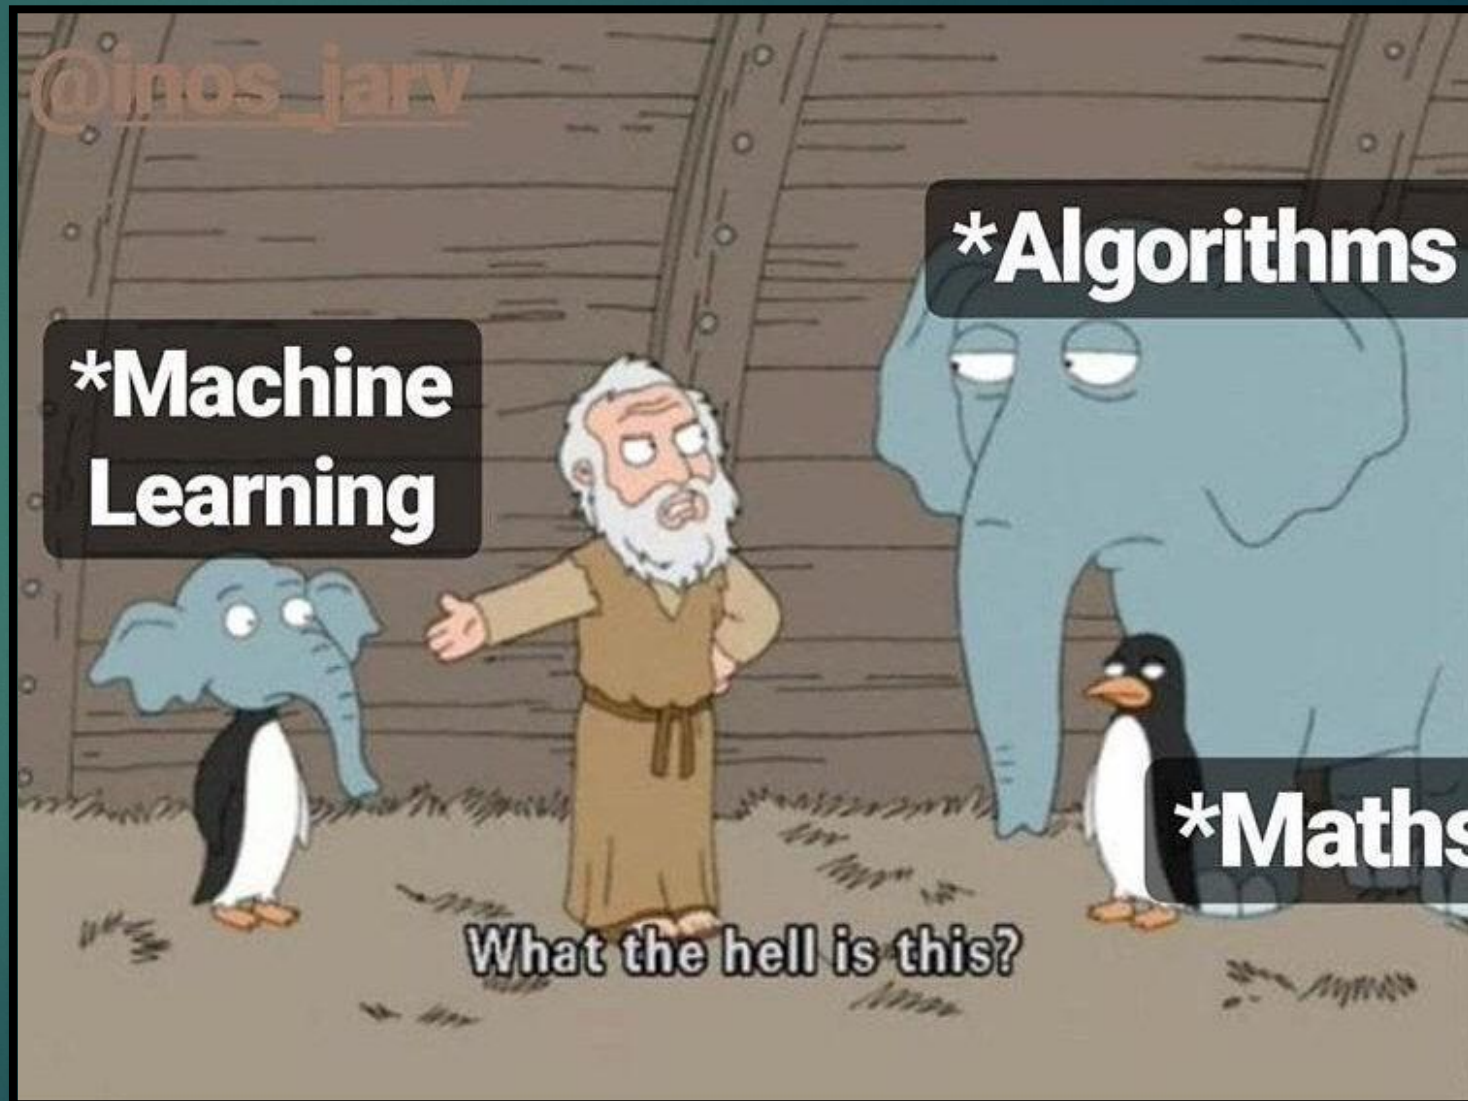 @inos_jarv
*Algorithms
*Machine
Learning
*Maths
What the hell is this?